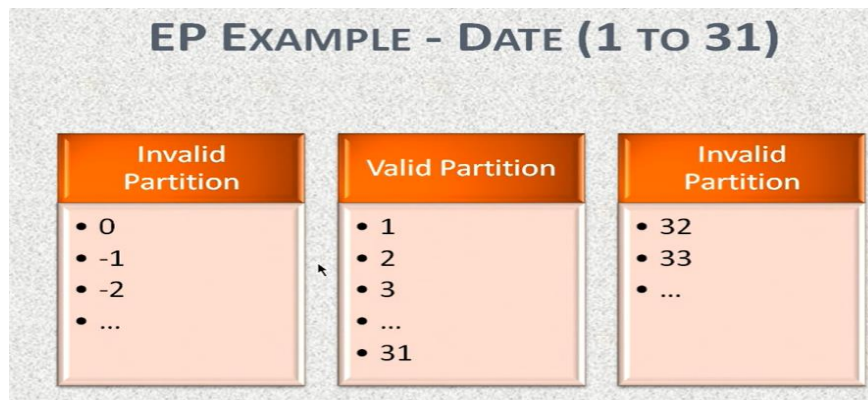 EP EXAMPLE - DATE (1 TO 31)
Invalid
Partition
• 0
• -1
• -2
• ...
Valid Partition
• 1
• 2
• 3
• ...
• 31
Invalid
Partition
• 32
• 33
• ...